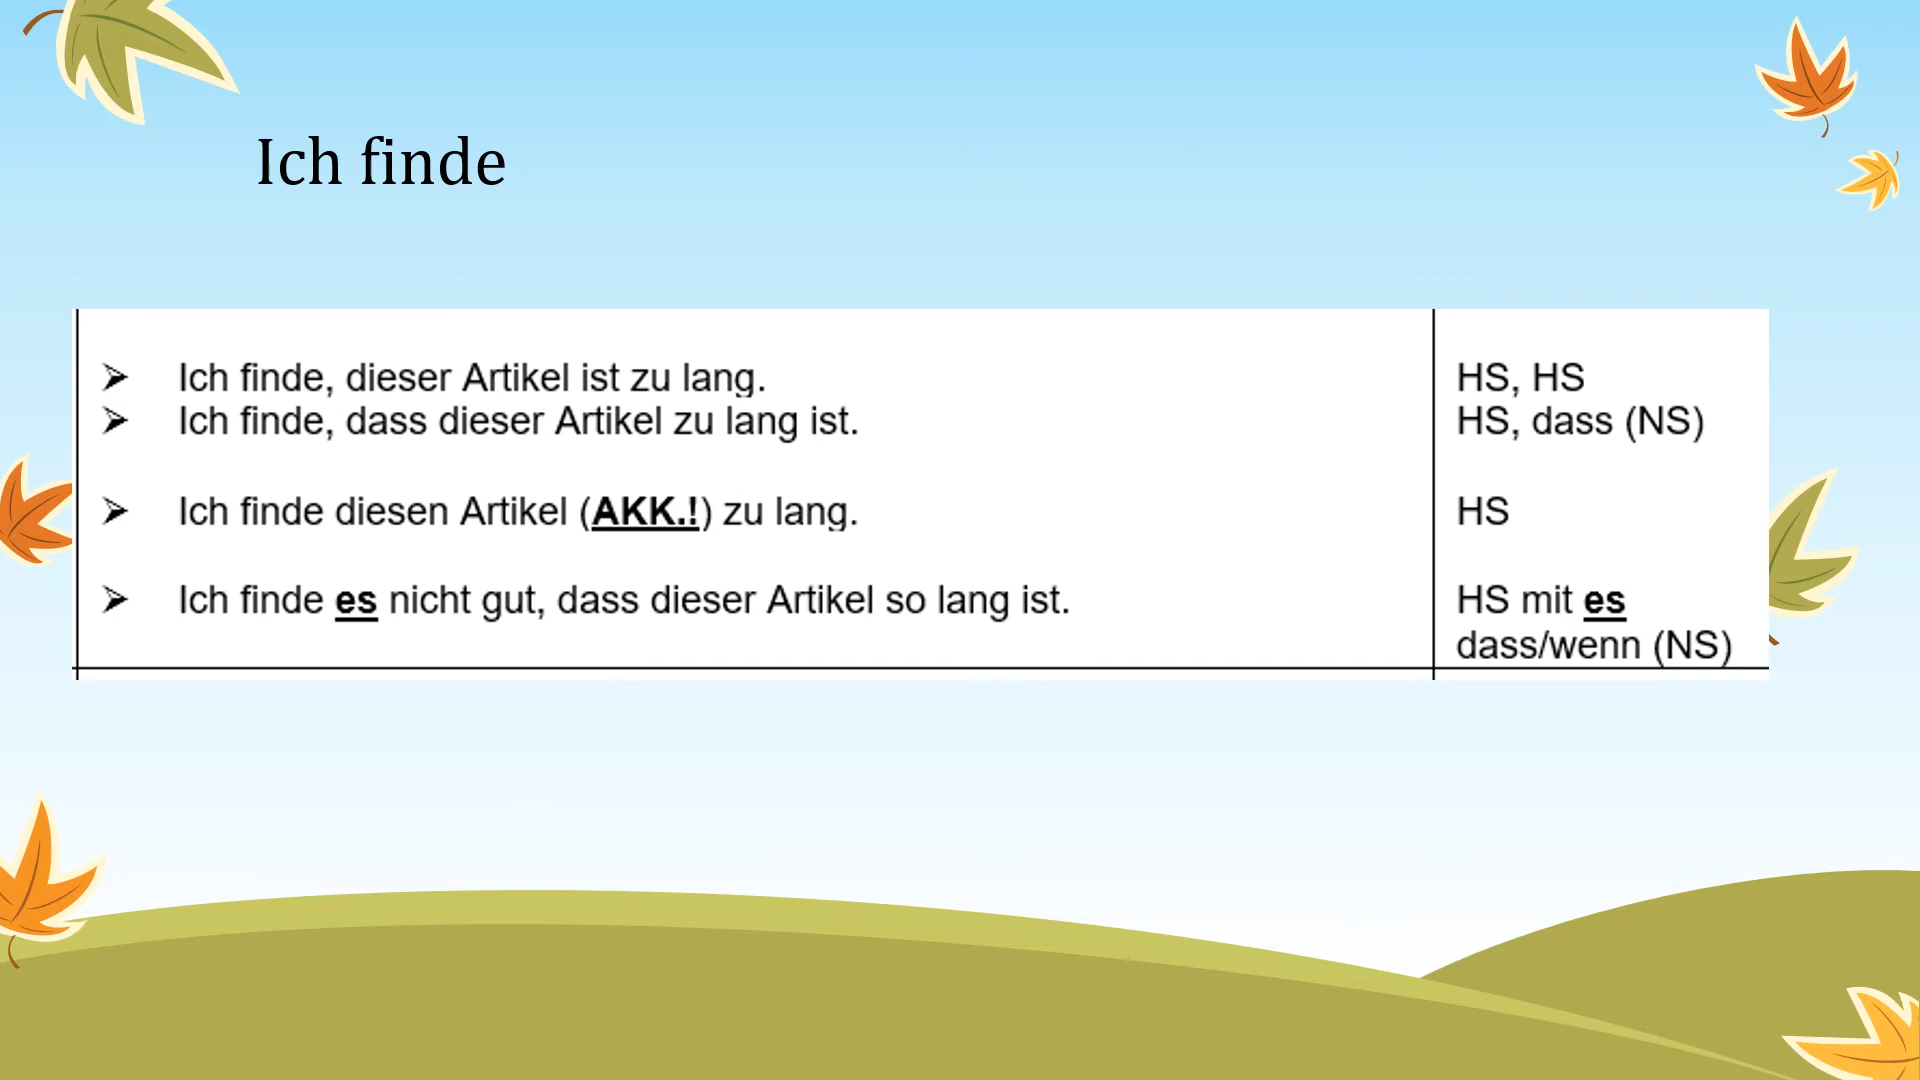 Ich finde
➢ Ich finde, dieser Artikel ist zu lang. HS, HS
➢ Ich finde, dass dieser Artikel zu lang ist. HS, dass (NS)
➢ Ich finde diesen Artikel (AKK.!) zu lang. HS
➢ Ich finde es nicht gut, dass dieser Artikel so lang ist. HS mit es
dass/wenn (NS)